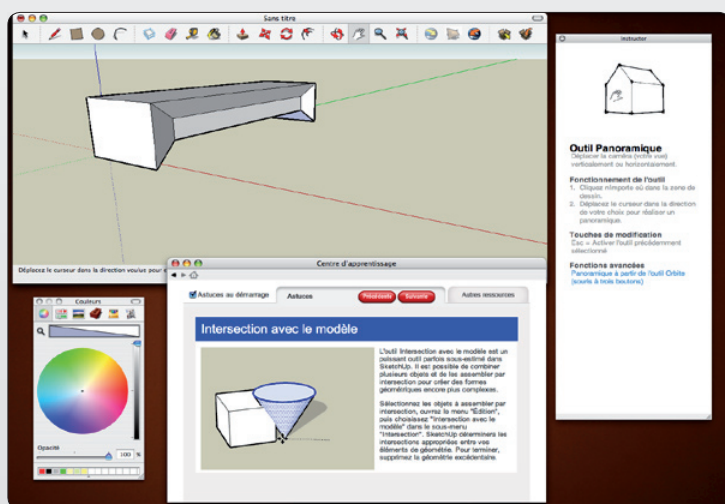 Sans titre
Déplacez le curseur dans la direction voulue pour
Instructor
Outil Panoramique
Déplacer la caméra (votre vue)
verticalement ou horizontalement.
Fonctionnement de l'outil
1. Cliquez n'importe où dans la zone de
dessin.
2. Déplacez le curseur dans la direction
de votre choix pour réaliser un
panoramique.
Touches de modification
Esc = Activer l'outil précédemment
sélectionné
Fonctions avancées
Panoramique à partir de l'outil Orbite
(souris à trois boutons)
Couleurs
Opacité
100 %
Centre d'apprentissage
Astuces au démarrage
Astuces
Précédente
Suivante
Autres ressources
Intersection avec le modèle
L'outil Intersection avec le modèle est un
puissant outil parfois sous-estimé dans
SketchUp. Il est possible de combiner
plusieurs objets et de les assembler par
intersection pour créer des formes
géométriques encore plus complexes.
Sélectionnez les objets à assembler par
intersection, ouvrez le menu "Édition",
puis choisissez "Intersection avec le
modèle" dans le sous-menu
"Intersection". SketchUp déterminera les
intersections appropriées entre vos
éléments de géométrie. Pour terminer,
supprimez la géométrie excédentaire.